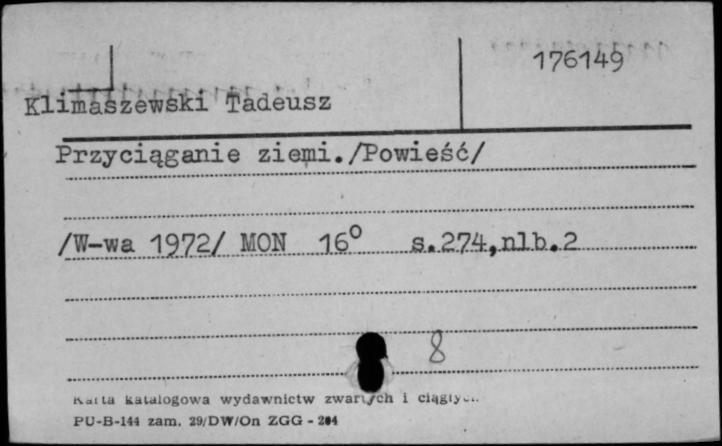 176149
Klimaszewski Tadeusz
Przyciąganie ziemi./Powieść/
/W-wa 1972/ MON 16° s.274,nlb.2
8
Karta katalogowa wydawnictw zwartych i ciągłych
PU-B-144 zam. 29/DW/On ZGG - 204